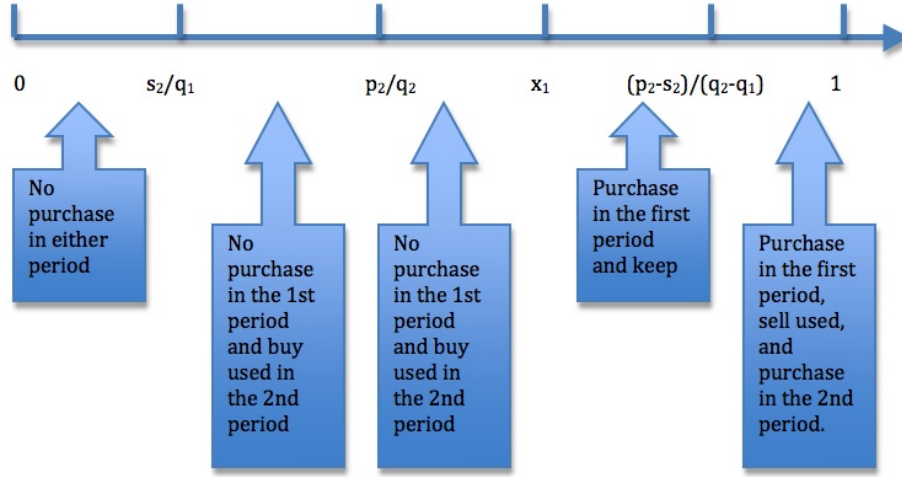 0
s₂/q₁
p₂/q₂
x₁
(p₂-s₂)/(q₂-q₁)
1
No
purchase
in either
period
No
purchase
in the 1st
period
and buy
used in
the 2nd
period
No
purchase
in the 1st
period
and buy
used in
the 2nd
period
Purchase
in the first
period
and keep
Purchase
in the first
period,
sell used,
and
purchase
in the 2nd
period.